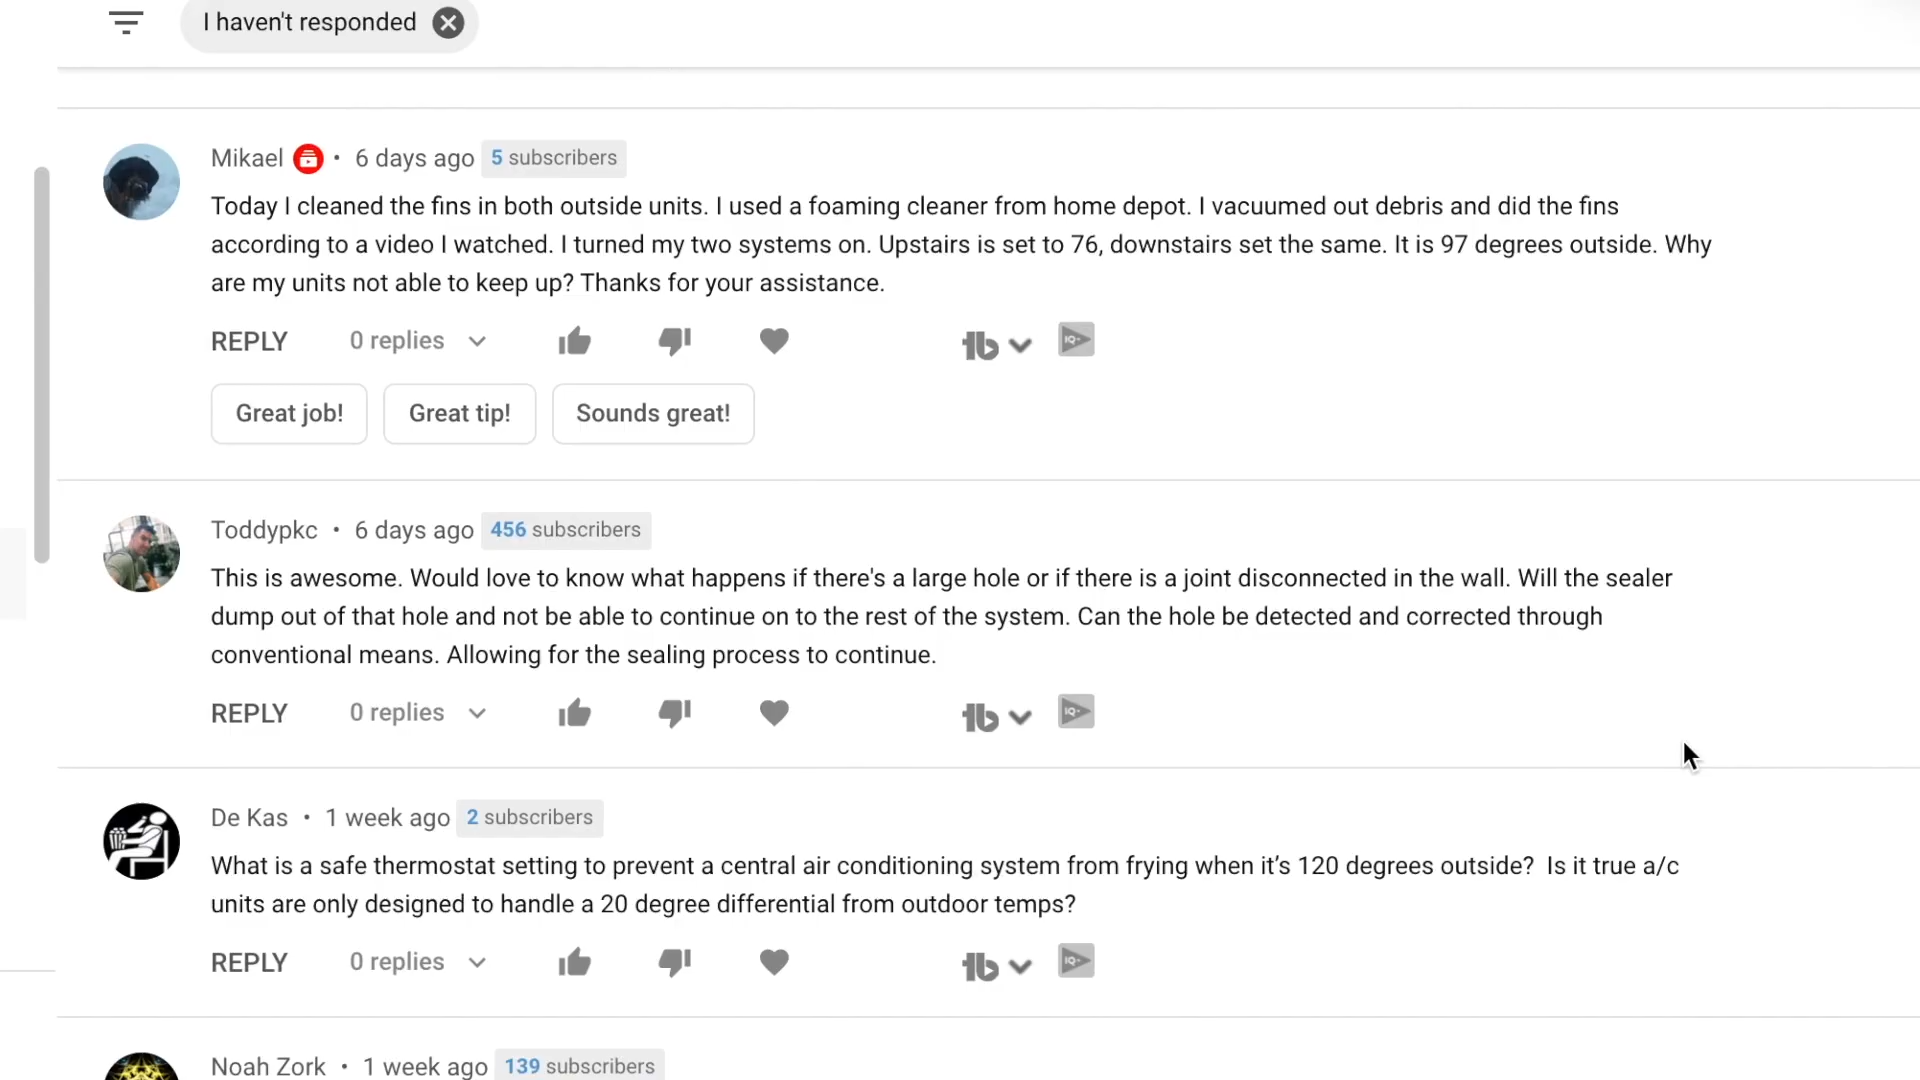 I haven't responded
Mikael • 6 days ago 5 subscribers
Today I cleaned the fins in both outside units. I used a foaming cleaner from home depot. I vacuumed out debris and did the fins
according to a video I watched. I turned my two systems on. Upstairs is set to 76, downstairs set the same. It is 97 degrees outside. Why
are my units not able to keep up? Thanks for your assistance.
REPLY 0 replies tb IQ
Great job! Great tip! Sounds great!
Toddypkc • 6 days ago 456 subscribers
This is awesome. Would love to know what happens if there's a large hole or if there is a joint disconnected in the wall. Will the sealer
dump out of that hole and not be able to continue on to the rest of the system. Can the hole be detected and corrected through
conventional means. Allowing for the sealing process to continue.
REPLY 0 replies tb IQ
De Kas • 1 week ago 2 subscribers
What is a safe thermostat setting to prevent a central air conditioning system from frying when it’s 120 degrees outside?  Is it true a/c
units are only designed to handle a 20 degree differential from outdoor temps?
REPLY 0 replies tb IQ
Noah Zork • 1 week ago 139 subscribers